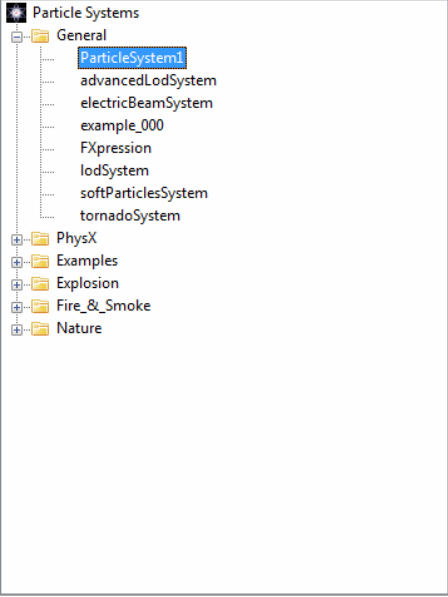 Particle Systems
General
ParticleSystem1
advancedLodSystem
electricBeamSystem
example_000
FXpression
lodSystem
softParticlesSystem
tornadoSystem
PhysX
Examples
Explosion
Fire_&_Smoke
Nature